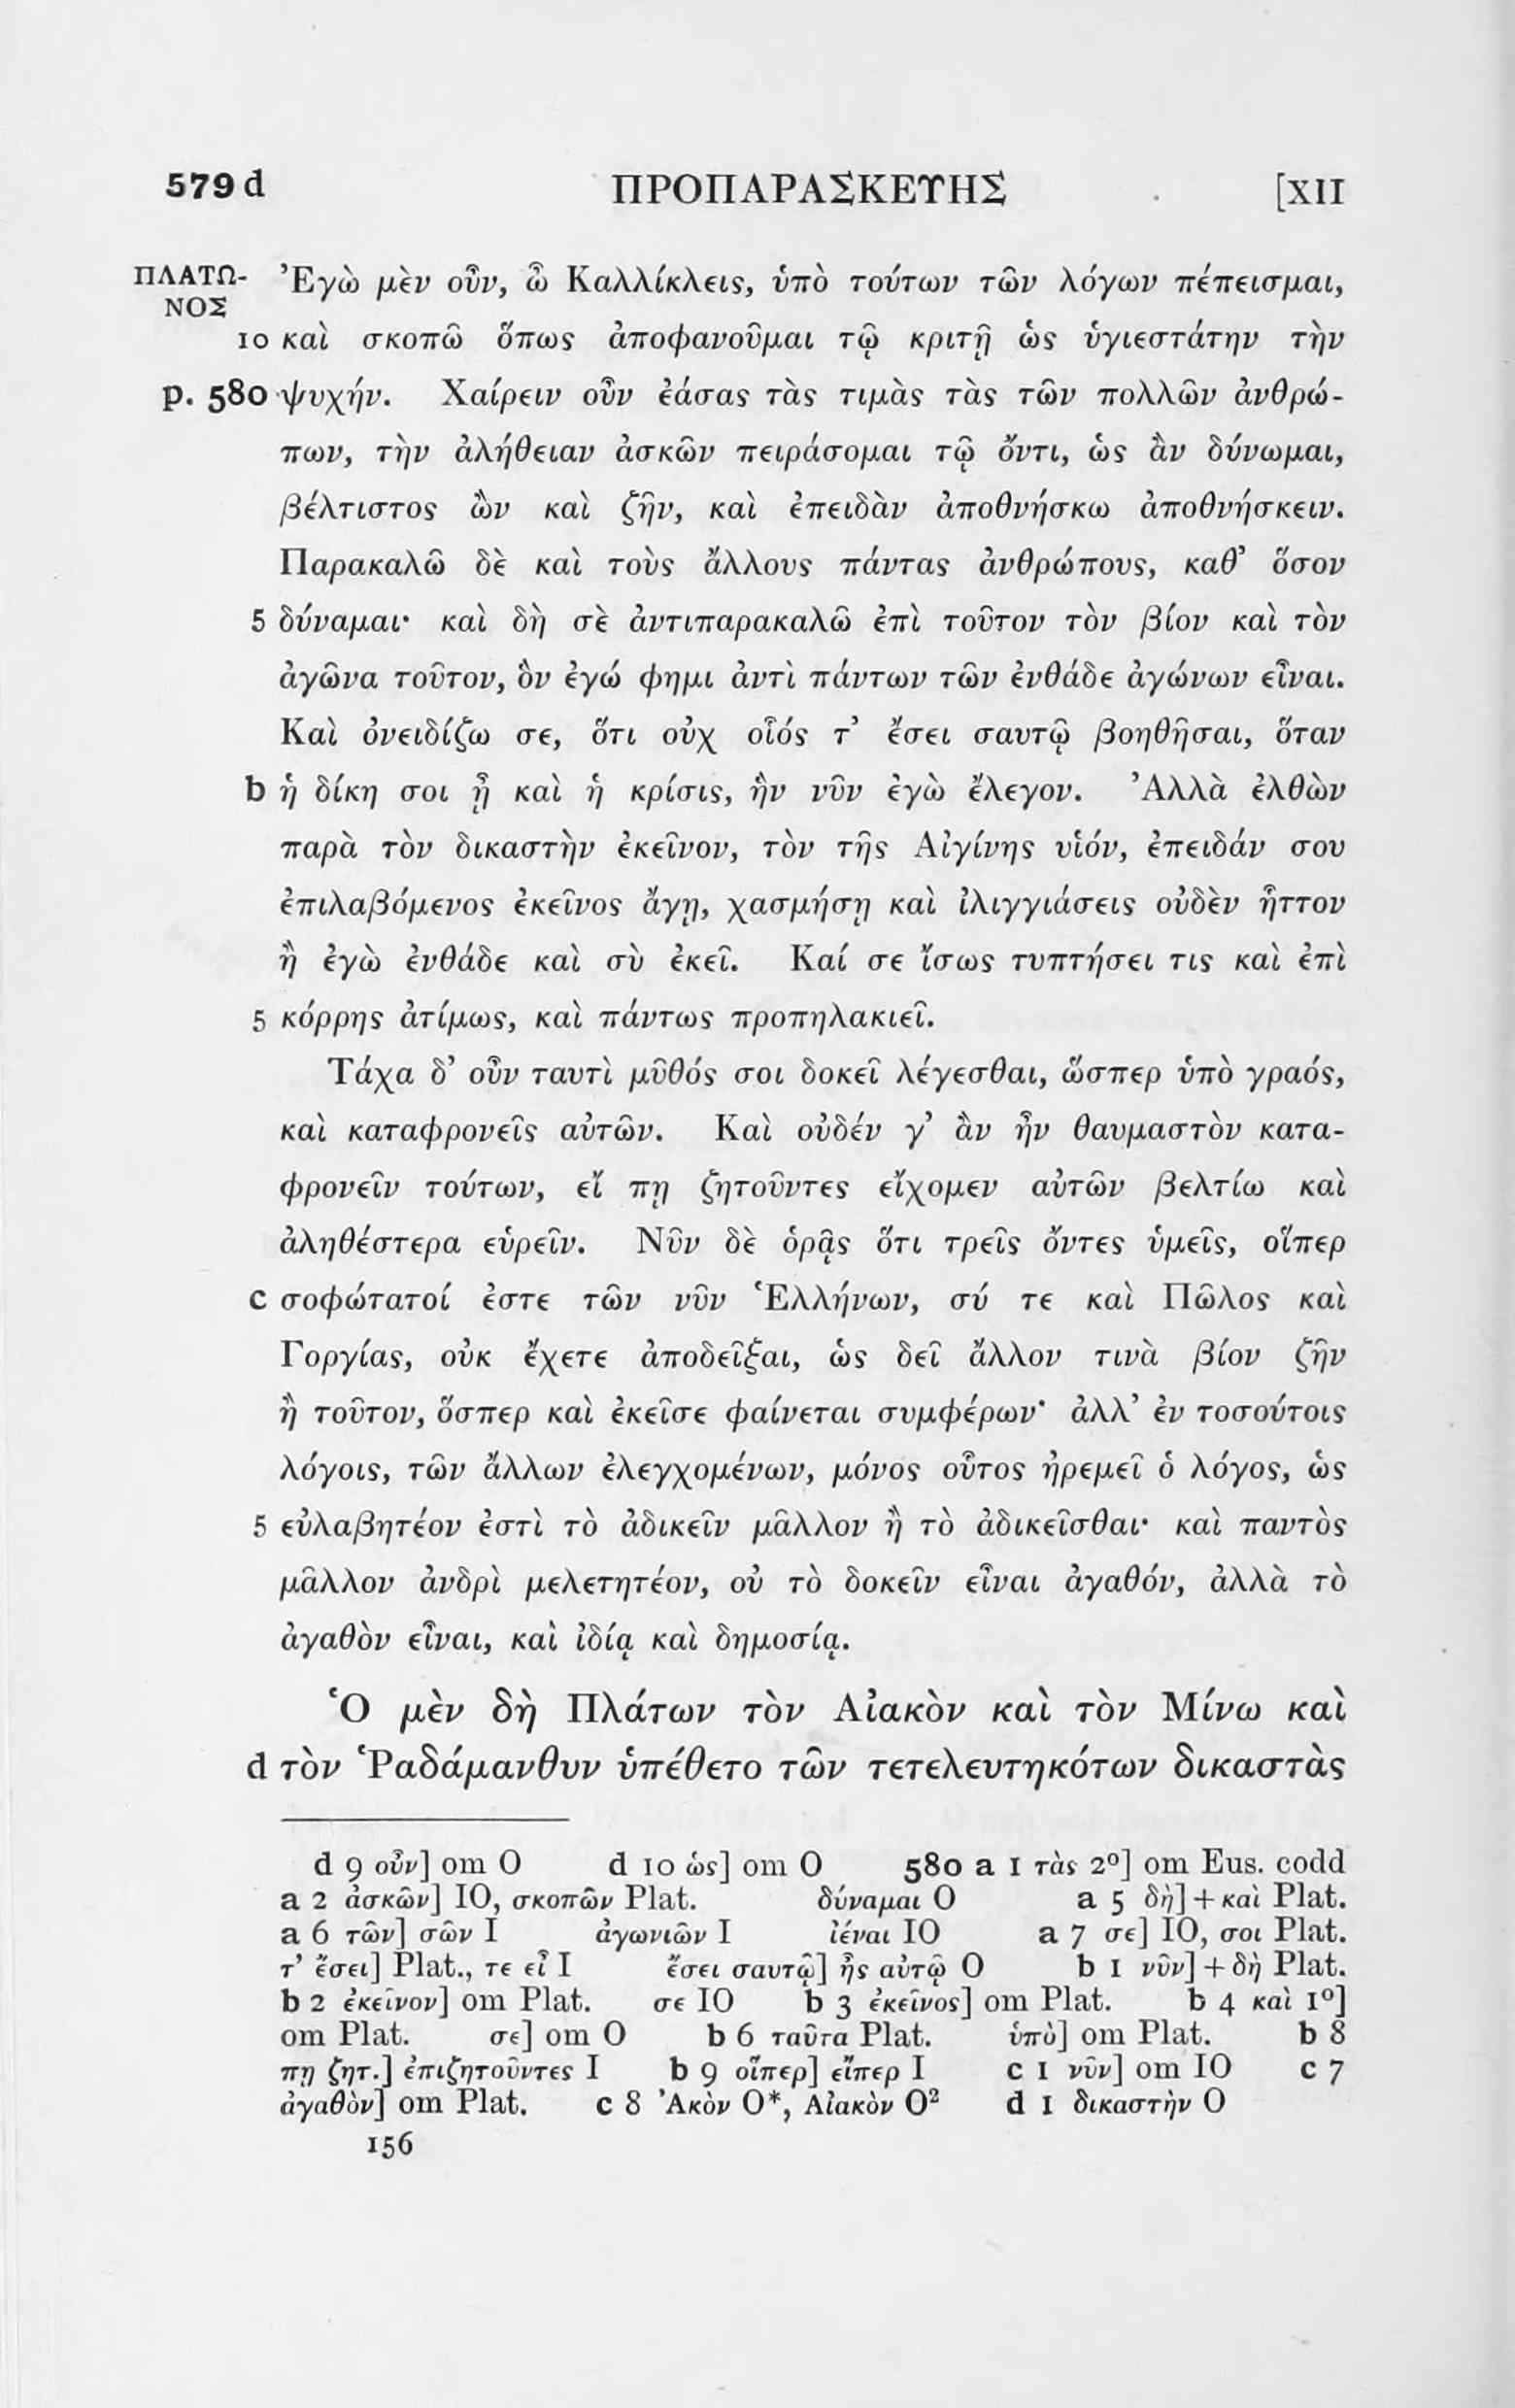 579 d ΠΡΟΠΑΡΑΣΚΕΥΗΣ [XII
ΠΛΑΤΩ- Ἐγὼ μὲν οὖν, ὦ Καλλίκλεις, ὑπὸ τούτων τῶν λόγων πέπεισμαι,
ΝΟΣ
10 καὶ σκοπῶ ὅπως ἀποφανοῦμαι τῷ κριτῇ ὡς ὑγιεστάτην τὴν
p. 580 ψυχήν. Χαίρειν οὖν ἐάσας τὰς τιμὰς τὰς τῶν πολλῶν ἀνθρώ-
πων, τὴν ἀλήθειαν ἀσκῶν πειράσομαι τῷ ὄντι, ὡς ἂν δύνωμαι,
βέλτιστος ὢν καὶ ζῆν, καὶ ἐπειδὰν ἀποθνήσκω ἀποθνήσκειν.
Παρακαλῶ δὲ καὶ τοὺς ἄλλους πάντας ἀνθρώπους, καθ’ ὅσον
5 δύναμαι· καὶ δὴ σὲ ἀντιπαρακαλῶ ἐπὶ τοῦτον τὸν βίον καὶ τὸν
ἀγῶνα τοῦτον, ὃν ἐγώ φημι ἀντὶ πάντων τῶν ἐνθάδε ἀγώνων εἶναι.
Καὶ ὀνειδίζω σε, ὅτι οὐχ οἷός τ’ ἔσει σαυτῷ βοηθῆσαι, ὅταν
b ἡ δίκη σοι ᾖ καὶ ἡ κρίσις, ἣν νῦν ἐγὼ ἔλεγον. Ἀλλὰ ἐλθὼν
παρὰ τὸν δικαστὴν ἐκεῖνον, τὸν τῆς Αἰγίνης υἱόν, ἐπειδάν σου
ἐπιλαβόμενος ἐκεῖνος ἄγῃ, χασμήσῃ καὶ ἰλιγγιάσεις οὐδὲν ἧττον
ἢ ἐγὼ ἐνθάδε καὶ σὺ ἐκεῖ. Καί σε ἴσως τυπτήσει τις καὶ ἐπὶ
5 κόρρης ἀτίμως, καὶ πάντως προπηλακιεῖ.
Τάχα δ’ οὖν ταυτὶ μῦθός σοι δοκεῖ λέγεσθαι, ὥσπερ ὑπὸ γραός,
καὶ καταφρονεῖς αὐτῶν. Καὶ οὐδέν γ’ ἂν ἦν θαυμαστὸν κατα-
φρονεῖν τούτων, εἴ πῃ ζητοῦντες εἴχομεν αὐτῶν βελτίω καὶ
ἀληθέστερα εὑρεῖν. Νῦν δὲ ὁρᾷς ὅτι τρεῖς ὄντες ὑμεῖς, οἵπερ
c σοφώτατοί ἐστε τῶν νῦν Ἑλλήνων, σύ τε καὶ Πῶλος καὶ
Γοργίας, οὐκ ἔχετε ἀποδεῖξαι, ὡς δεῖ ἄλλον τινὰ βίον ζῆν
ἢ τοῦτον, ὅσπερ καὶ ἐκεῖσε φαίνεται συμφέρων· ἀλλ’ ἐν τοσούτοις
λόγοις, τῶν ἄλλων ἐλεγχομένων, μόνος οὗτος ἠρεμεῖ ὁ λόγος, ὡς
5 εὐλαβητέον ἐστὶ τὸ ἀδικεῖν μᾶλλον ἢ τὸ ἀδικεῖσθαι· καὶ παντὸς
μᾶλλον ἀνδρὶ μελετητέον, οὐ τὸ δοκεῖν εἶναι ἀγαθόν, ἀλλὰ τὸ
ἀγαθὸν εἶναι, καὶ ἰδίᾳ καὶ δημοσίᾳ.
Ὁ μὲν δὴ Πλάτων τὸν Αἰακὸν καὶ τὸν Μίνω καὶ
d τὸν Ῥαδάμανθυν ὑπέθετο τῶν τετελευτηκότων δικαστὰς
d 9 οὖν] om O d 10 ὡς] om O 580 a 1 τὰς 2º] om Eus. codd
a 2 ἀσκῶν] IO, σκοπῶν Plat. δύναμαι O a 5 δὴ] + καὶ Plat.
a 6 τῶν] σῶν I ἀγωνιῶν I ἰέναι IO a 7 σε] IO, σοι Plat.
τ’ ἔσει] Plat., τε εἶ I ἔσει σαυτῷ] ἧς αὑτῷ O b 1 νῦν] + δὴ Plat.
b 2 ἐκεῖνον] om Plat. σε IO b 3 ἐκεῖνος] om Plat. b 4 καὶ 1º]
om Plat. σε] om O b 6 ταῦτα Plat. ὑπὸ] om Plat. b 8
πῃ ζητ.] ἐπιζητοῦντες I b 9 οἵπερ] εἴπερ I c 1 νῦν] om IO c 7
ἀγαθὸν] om Plat. c 8 Ἀκὸν O*, Αἰακὸν O² d 1 δικαστὴν O
156